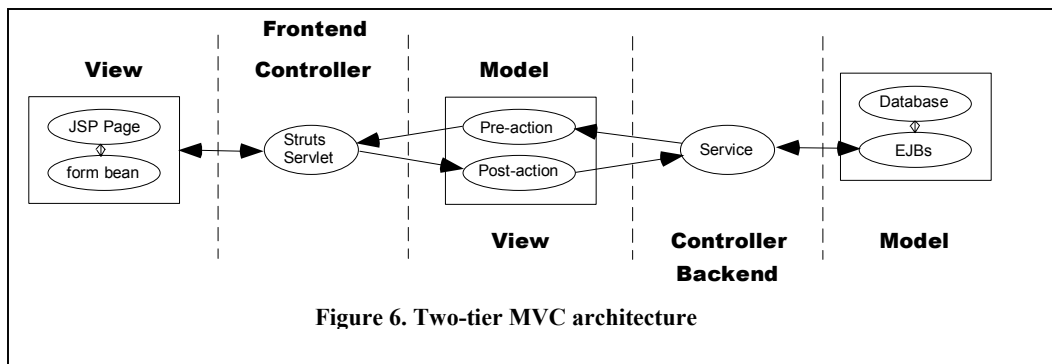 Frontend
View Controller Model
JSP Page
form bean
Struts
Servlet
Pre-action
Post-action
Service
Database
EJBs
View Controller Model
Backend
Figure 6. Two-tier MVC architecture